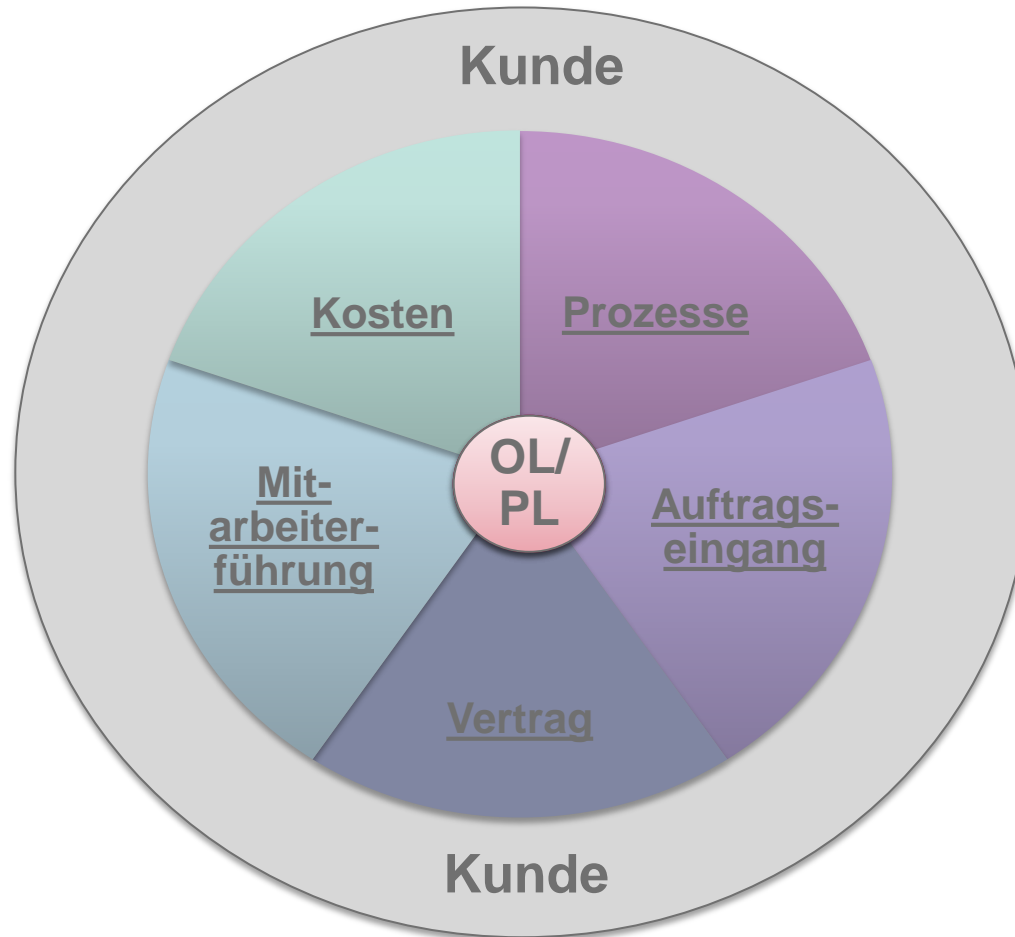 Kunde
Kosten
Prozesse
OL/
PL
Mit-
arbeiter-
führung
Auftrags-
eingang
Vertrag
Kunde